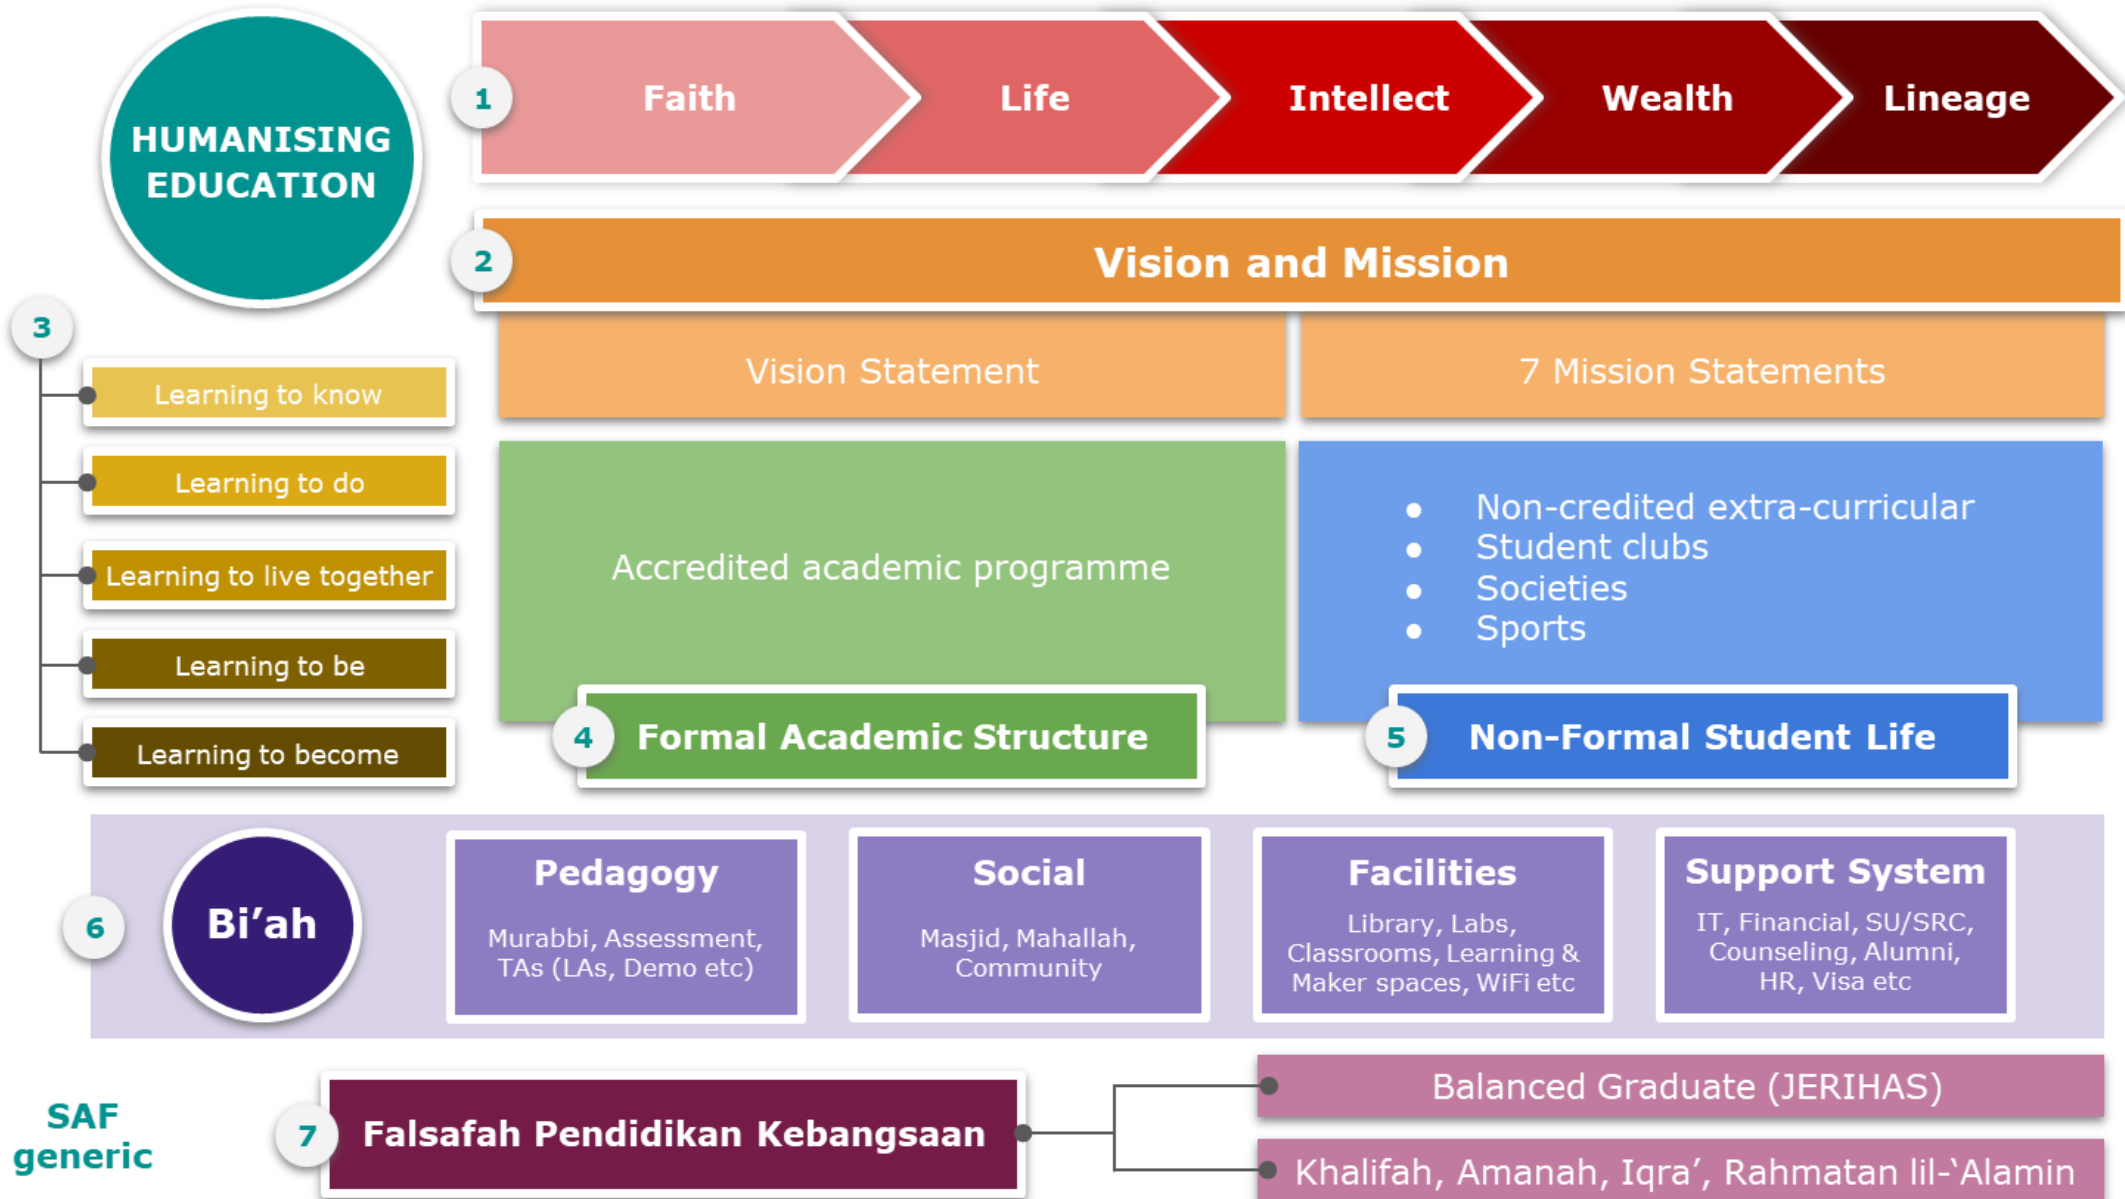 HUMANISING
EDUCATION
1
Faith
Life
Intellect
Wealth
Lineage
2
Vision and Mission
Vision Statement
7 Mission Statements
3
Learning to know
Learning to do
Learning to live together
Learning to be
Learning to become
Accredited academic programme
4
Formal Academic Structure
● Non-credited extra-curricular
● Student clubs
● Societies
● Sports
5
Non-Formal Student Life
6
Bi’ah
Pedagogy
Murabbi, Assessment,
TAs (LAs, Demo etc)
Social
Masjid, Mahallah,
Community
Facilities
Library, Labs,
Classrooms, Learning &
Maker spaces, WiFi etc
Support System
IT, Financial, SU/SRC,
Counseling, Alumni,
HR, Visa etc
SAF
generic
7
Falsafah Pendidikan Kebangsaan
Balanced Graduate (JERIHAS)
Khalifah, Amanah, Iqra’, Rahmatan lil-‘Alamin